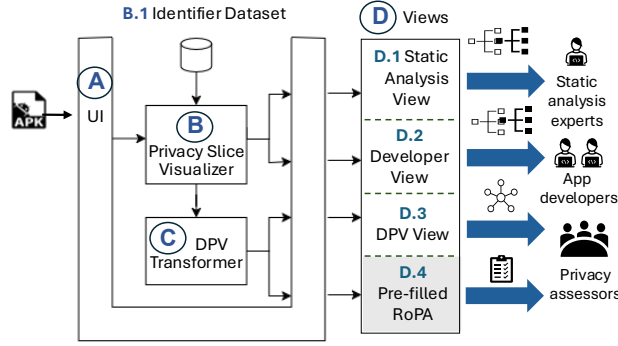 B.1 Identifier Dataset
D Views
A
UI
APK
B
Privacy Slice
Visualizer
C DPV
Transformer
D.1 Static
Analysis
View
D.2
Developer
View
D.3
DPV View
D.4
Pre-filled
RoPA
Static
analysis
experts
App
developers
Privacy
assessors